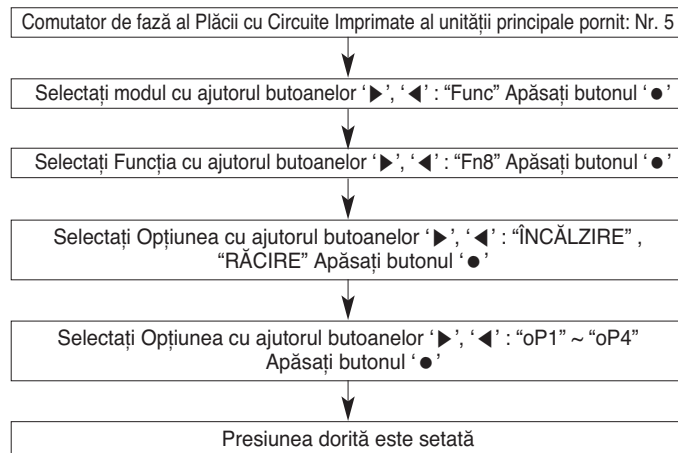 Comutator de fază al Plăcii cu Circuite Imprimate al unității principale pornit: Nr. 5
Selectați modul cu ajutorul butoanelor ‘▶’, ‘◀’ : “Func” Apăsați butonul ‘●’
Selectați Funcția cu ajutorul butoanelor ‘▶’, ‘◀’ : “Fn8” Apăsați butonul ‘●’
Selectați Opțiunea cu ajutorul butoanelor ‘▶’, ‘◀’ : “ÎNCĂLZIRE” ,
“RĂCIRE” Apăsați butonul ‘●’
Selectați Opțiunea cu ajutorul butoanelor ‘▶’, ‘◀’ : “oP1” ~ “oP4”
Apăsați butonul ‘●’
Presiunea dorită este setată